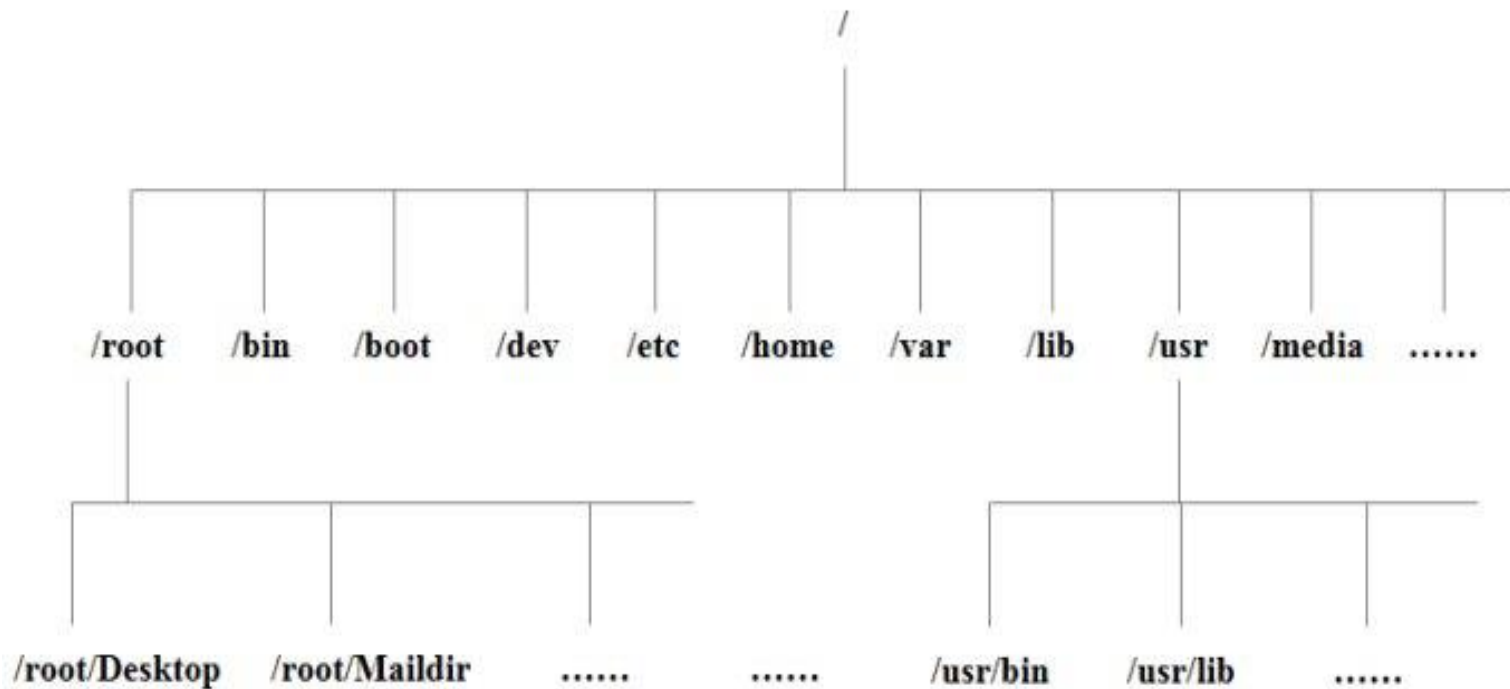 /
/root /bin /boot /dev /etc /home /var /lib /usr /media ......
/root/Desktop /root/Maildir ...... ...... /usr/bin /usr/lib ......